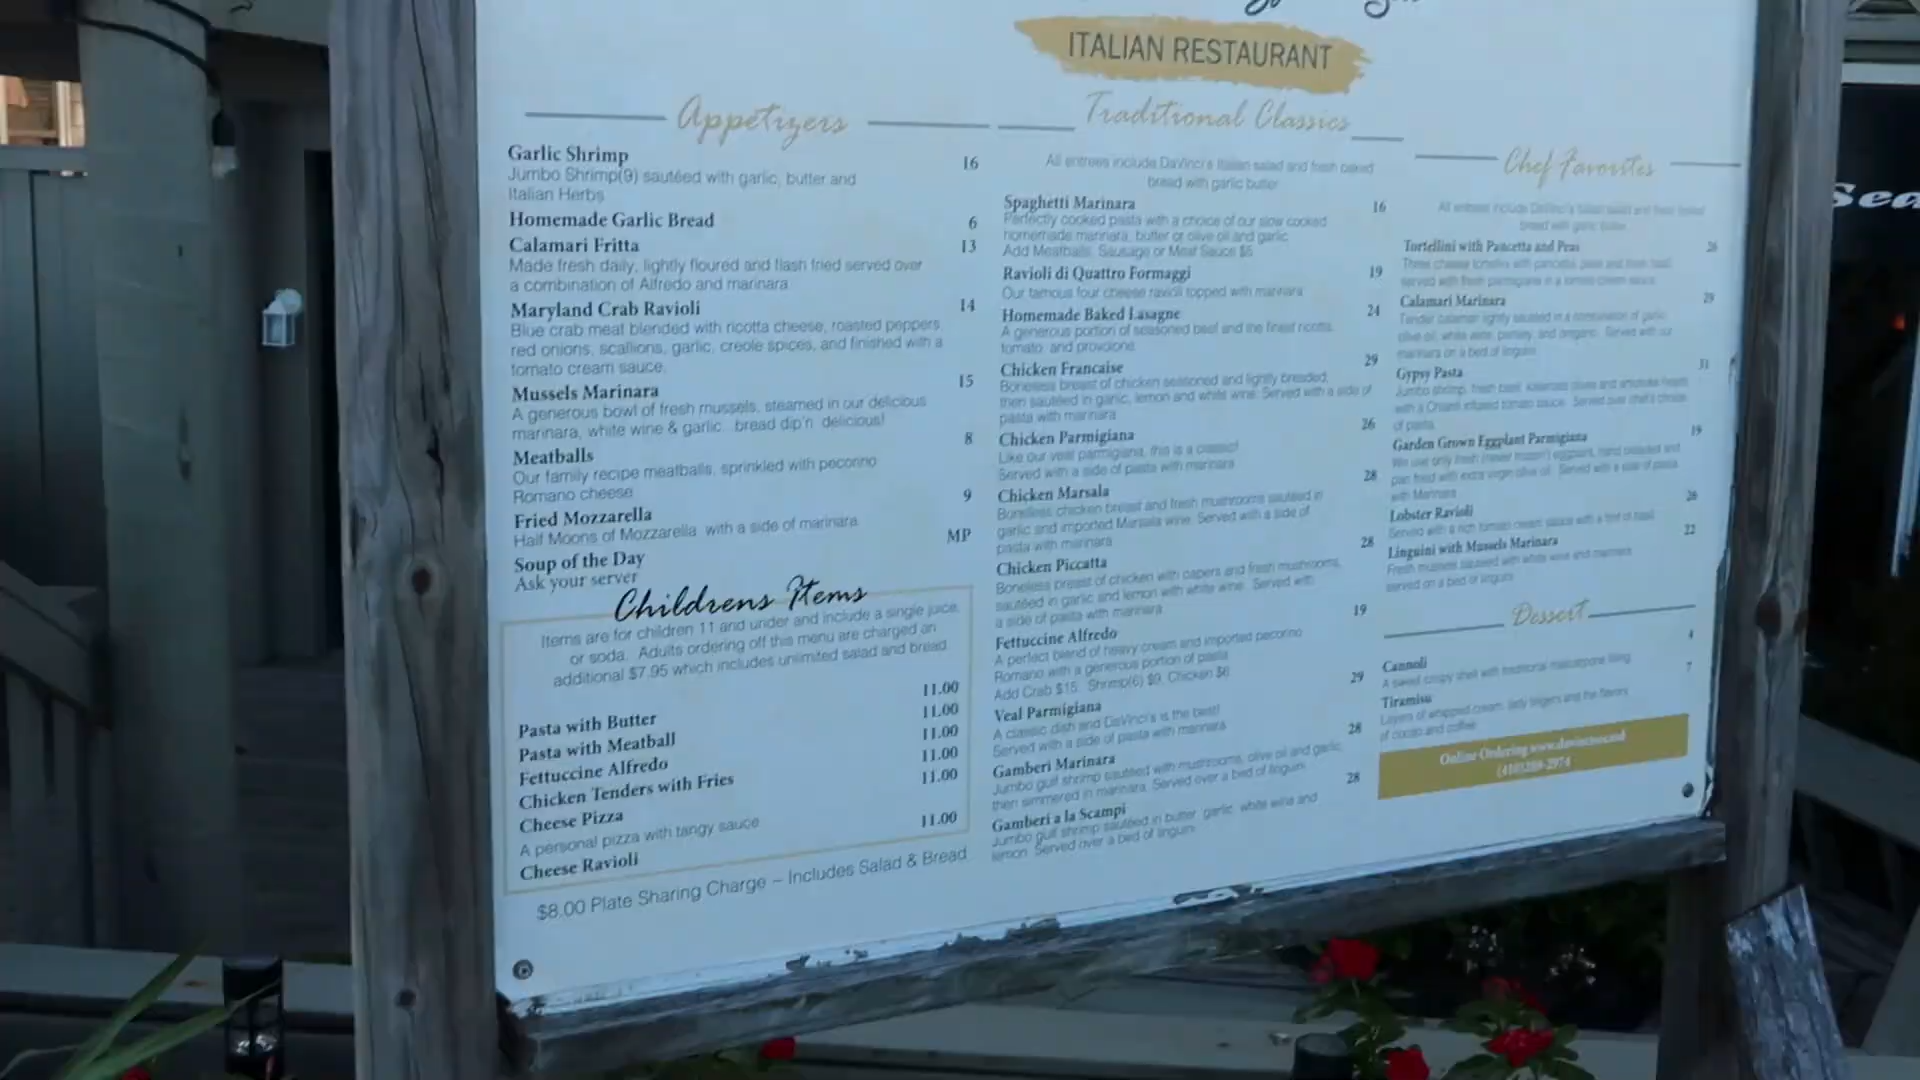 ITALIAN RESTAURANT
Appetizers
Garlic Shrimp 16
Jumbo Shrimp(9) sautéed with garlic, butter and
Italian Herbs
Homemade Garlic Bread 6
Calamari Fritta 13
Made fresh daily, lightly floured and flash fried served over
a combination of Alfredo and marinara
Maryland Crab Ravioli 14
Blue crab meat blended with ricotta cheese, roasted peppers
red onions, scallions, garlic, creole spices, and finished with a
tomato cream sauce.
Mussels Marinara 15
A generous bowl of fresh mussels, steamed in our delicious
marinara, white wine & garlic. bread dip'n delicious!
Meatballs 8
Our family recipe meatballs, sprinkled with pecorino
Romano cheese
Fried Mozzarella 9
Half Moons of Mozzarella with a side of marinara
Soup of the Day MP
Ask your server
Childrens Items
Items are for children 11 and under and include a single juice,
or soda. Adults ordering off this menu are charged an
additional $7.95 which includes unlimited salad and bread.
Pasta with Butter 11.00
Pasta with Meatball 11.00
Fettuccine Alfredo 11.00
Chicken Tenders with Fries 11.00
Cheese Pizza 11.00
A personal pizza with tangy sauce
Cheese Ravioli 11.00
$8.00 Plate Sharing Charge – Includes Salad & Bread
Traditional Classics
All entrees include DaVinci's Italian salad and fresh baked
bread with garlic butter
Spaghetti Marinara 16
Perfectly cooked pasta with a choice of our slow cooked
homemade marinara, butter or olive oil and garlic
Add Meatballs, Sausage or Meat Sauce $5
Ravioli di Quattro Formaggi 19
Our famous four cheese ravioli topped with marinara
Homemade Baked Lasagne 24
A generous portion of seasoned beef and the finest ricotta,
tomato, and provolone
Chicken Francaise 29
Boneless breast of chicken seasoned and lightly breaded,
then sautéed in garlic, lemon and white wine. Served with a side of
pasta with marinara
Chicken Parmigiana 26
Like our veal parmigiana, this is a classic!
Served with a side of pasta with marinara
Chicken Marsala 28
Boneless chicken breast and fresh mushrooms sautéed in
garlic and imported Marsala wine. Served with a side of
pasta with marinara
Chicken Piccatta 28
Boneless breast of chicken with capers and fresh mushrooms,
sautéed in garlic and lemon with white wine. Served with
a side of pasta with marinara
Fettuccine Alfredo 19
A perfect blend of heavy cream and imported pecorino
Romano with a generous portion of pasta
Add Crab $15, Shrimp(6) $9, Chicken $6
Veal Parmigiana 29
A classic dish and DaVinci's is the best!
Served with a side of pasta with marinara
Gamberi Marinara 28
Jumbo gulf shrimp sautéed with mushrooms, olive oil and garlic,
then simmered in marinara. Served over a bed of linguini
Gamberi a la Scampi 28
Jumbo gulf shrimp sautéed in butter, garlic, white wine and
lemon. Served over a bed of linguini
Chef Favorites
All entrees include DaVinci's Italian salad and fresh baked
bread with garlic butter
Tortellini with Pancetta and Peas 26
Three cheese tortellini with pancetta, peas and fresh basil,
served with fresh parmigiana in a tomato cream sauce
Calamari Marinara 29
Tender calamari lightly sautéed in a combination of garlic,
olive oil, white wine, parsley, and oregano. Served with our
marinara on a bed of linguini
Gypsy Pasta 31
Jumbo shrimp, fresh basil, kalamata olives and artichoke hearts
with a Chianti infused tomato sauce. Served over chef's choice
of pasta
Garden Grown Eggplant Parmigiana 19
We use only fresh (never frozen) eggplant, hand breaded and
pan fried with extra virgin olive oil. Served with a side of pasta
with Marinara
Lobster Ravioli 26
Served with a rich tomato cream sauce with a hint of basil
Linguini with Mussels Marinara 22
Fresh mussels sautéed with white wine and marinara
served on a bed of linguini
Dessert
Cannoli
A sweet crispy shell with traditional mascarpone filling
Tiramisu 7
Layers of whipped cream, lady fingers and the flavors
of cocoa and coffee
Online Ordering
Sea